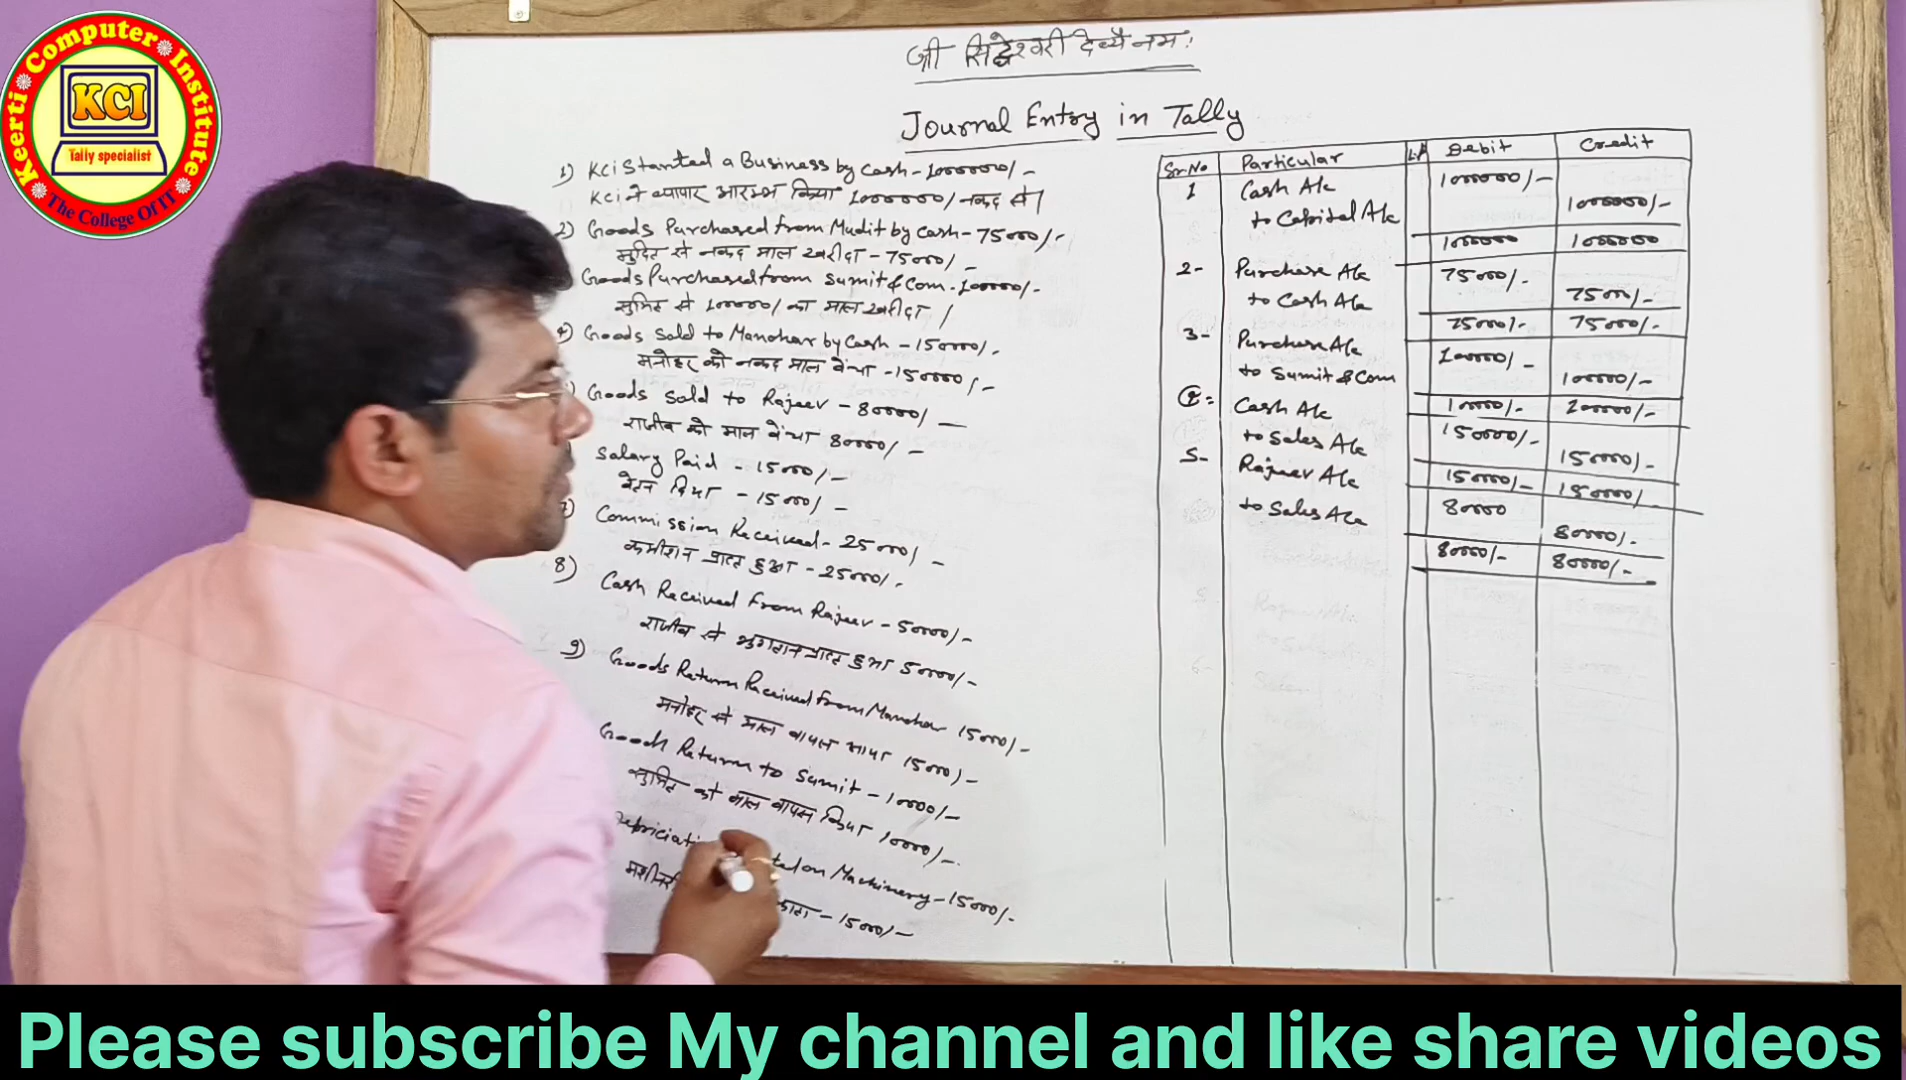 Keerti Computer Institute
KCI
Tally specialist
The College Of IT
श्री सिद्धेश्वरी देव्यै नमः
Journal Entry in Tally
1) Kci Started a Business by Cash - 1000000/-
Kci ने व्यापार आरम्भ किया 1000000/ नकद से |
2) Goods Purchased from Mudit by Cash - 75000/-
मुदित से नकद माल खरीदा - 75000/-
Goods Purchased from Sumit & Com. 100000/-
सुमित से 100000/ का माल खरीदा |
4) Goods Sold to Manohar by Cash - 150000/-
मनोहर को नकद माल बेंचा - 150000/-
) Goods Sold to Rajeev - 80000/-
राजीव को माल बेंचा 80000/-
Salary Paid - 15000/-
वेतन दिया - 15000/-
7) Commission Received - 25000/-
कमीशन प्राप्त हुआ - 25000/-
8) Cash Received from Rajeev - 50000/-
राजीव से भुगतान प्राप्त हुआ 50000/-
9) Goods Return Received from Manohar 15000/-
मनोहर से माल वापस आया 15000/-
Goods Return to Sumit - 10000/-
सुमित को माल वापस किया 10000/-
on Machinery - 15000/-
काटा - 15000/-
Sr.No Particular L.F Debit Credit
1 Cash A/c 1000000/-
to Capital A/c 1000000/-
1000000 1000000
2- Purchase A/c 75000/-
to Cash A/c 75000/-
75000/- 75000/-
3- Purchase A/c 100000/-
to Sumit & Com 100000/-
100000/- 200000/-
Cash A/c 150000/-
to Sales A/c 150000/-
150000/- 150000/
5- Rajeev A/c 80000
to Sales A/c 80000/-
80000/- 80000/-
Please subscribe My channel and like share videos